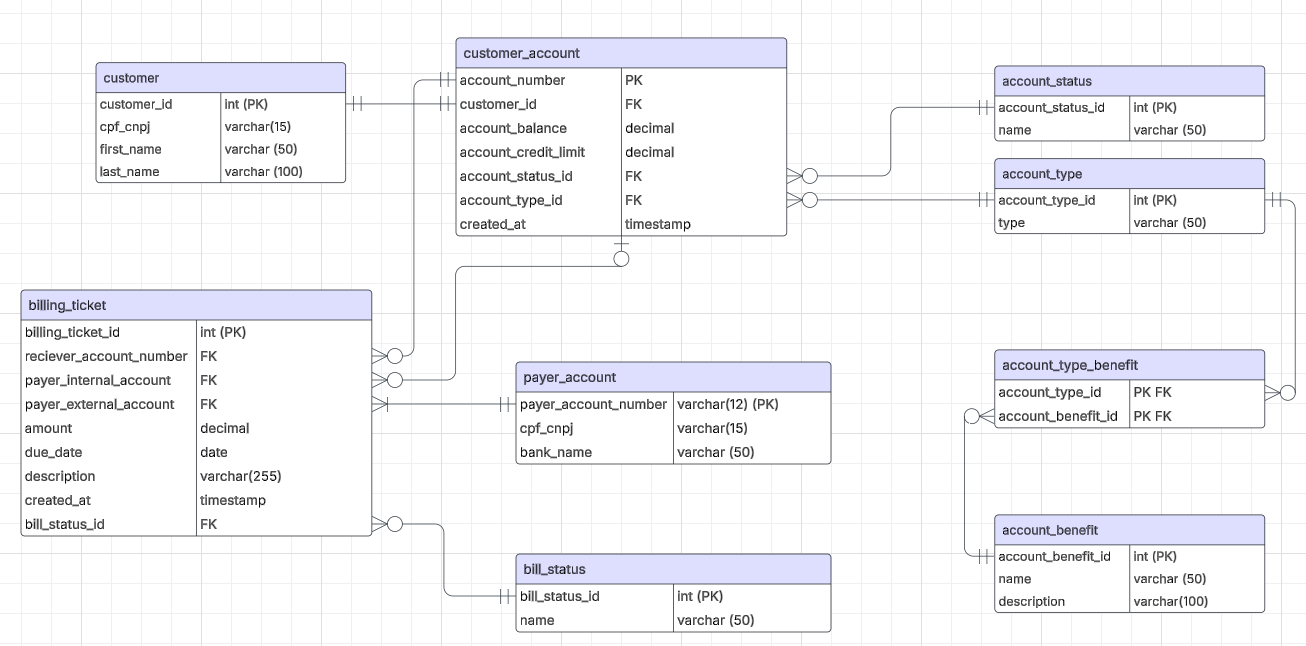 customer
customer_id int (PK)
cpf_cnpj varchar(15)
first_name varchar (50)
last_name varchar (100)
customer_account
account_number PK
customer_id FK
account_balance decimal
account_credit_limit decimal
account_status_id FK
account_type_id FK
created_at timestamp
account_status
account_status_id int (PK)
name varchar (50)
account_type
account_type_id int (PK)
type varchar (50)
billing_ticket
billing_ticket_id int (PK)
reciever_account_number FK
payer_internal_account FK
payer_external_account FK
amount decimal
due_date date
description varchar(255)
created_at timestamp
bill_status_id FK
payer_account
payer_account_number varchar(12) (PK)
cpf_cnpj varchar(15)
bank_name varchar (50)
account_type_benefit
account_type_id PK FK
account_benefit_id PK FK
bill_status
bill_status_id int (PK)
name varchar (50)
account_benefit
account_benefit_id int (PK)
name varchar (50)
description varchar(100)